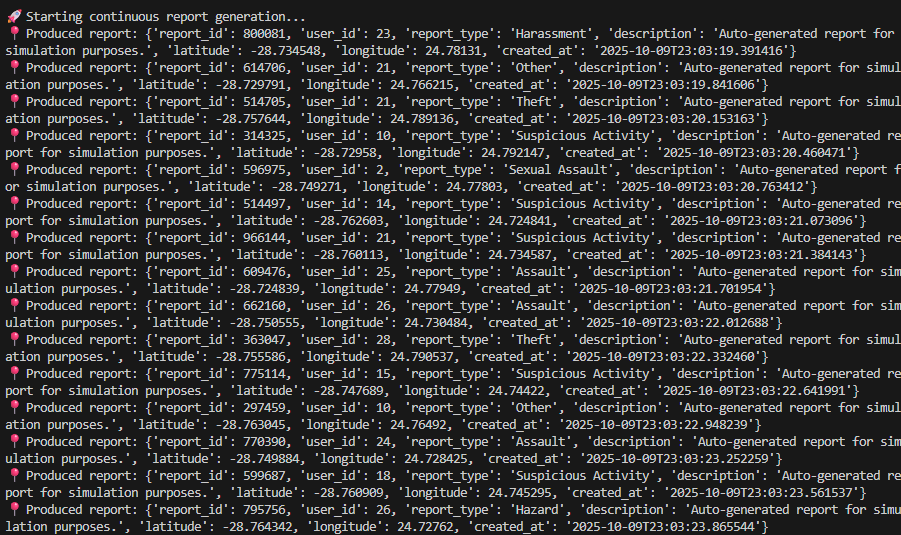 🚀 Starting continuous report generation...
📍 Produced report: {'report_id': 800081, 'user_id': 23, 'report_type': 'Harassment', 'description': 'Auto-generated report for
simulation purposes.', 'latitude': -28.734548, 'longitude': 24.78131, 'created_at': '2025-10-09T23:03:19.391416'}
📍 Produced report: {'report_id': 614706, 'user_id': 21, 'report_type': 'Other', 'description': 'Auto-generated report for simul
ation purposes.', 'latitude': -28.729791, 'longitude': 24.766215, 'created_at': '2025-10-09T23:03:19.841606'}
📍 Produced report: {'report_id': 514705, 'user_id': 21, 'report_type': 'Theft', 'description': 'Auto-generated report for simul
ation purposes.', 'latitude': -28.757644, 'longitude': 24.789136, 'created_at': '2025-10-09T23:03:20.153163'}
📍 Produced report: {'report_id': 314325, 'user_id': 10, 'report_type': 'Suspicious Activity', 'description': 'Auto-generated re
port for simulation purposes.', 'latitude': -28.72958, 'longitude': 24.792147, 'created_at': '2025-10-09T23:03:20.460471'}
📍 Produced report: {'report_id': 596975, 'user_id': 2, 'report_type': 'Sexual Assault', 'description': 'Auto-generated report f
or simulation purposes.', 'latitude': -28.749271, 'longitude': 24.77803, 'created_at': '2025-10-09T23:03:20.763412'}
📍 Produced report: {'report_id': 514497, 'user_id': 14, 'report_type': 'Suspicious Activity', 'description': 'Auto-generated re
port for simulation purposes.', 'latitude': -28.762603, 'longitude': 24.724841, 'created_at': '2025-10-09T23:03:21.073096'}
📍 Produced report: {'report_id': 966144, 'user_id': 21, 'report_type': 'Suspicious Activity', 'description': 'Auto-generated re
port for simulation purposes.', 'latitude': -28.760113, 'longitude': 24.734587, 'created_at': '2025-10-09T23:03:21.384143'}
📍 Produced report: {'report_id': 609476, 'user_id': 25, 'report_type': 'Assault', 'description': 'Auto-generated report for sim
ulation purposes.', 'latitude': -28.724839, 'longitude': 24.77949, 'created_at': '2025-10-09T23:03:21.701954'}
📍 Produced report: {'report_id': 662160, 'user_id': 26, 'report_type': 'Assault', 'description': 'Auto-generated report for sim
ulation purposes.', 'latitude': -28.750555, 'longitude': 24.730484, 'created_at': '2025-10-09T23:03:22.012688'}
📍 Produced report: {'report_id': 363047, 'user_id': 28, 'report_type': 'Theft', 'description': 'Auto-generated report for simul
ation purposes.', 'latitude': -28.755586, 'longitude': 24.790537, 'created_at': '2025-10-09T23:03:22.332460'}
📍 Produced report: {'report_id': 775114, 'user_id': 15, 'report_type': 'Suspicious Activity', 'description': 'Auto-generated re
port for simulation purposes.', 'latitude': -28.747689, 'longitude': 24.74422, 'created_at': '2025-10-09T23:03:22.641991'}
📍 Produced report: {'report_id': 297459, 'user_id': 10, 'report_type': 'Other', 'description': 'Auto-generated report for simul
ation purposes.', 'latitude': -28.763045, 'longitude': 24.76492, 'created_at': '2025-10-09T23:03:22.948239'}
📍 Produced report: {'report_id': 770390, 'user_id': 24, 'report_type': 'Assault', 'description': 'Auto-generated report for sim
ulation purposes.', 'latitude': -28.749884, 'longitude': 24.728425, 'created_at': '2025-10-09T23:03:23.252259'}
📍 Produced report: {'report_id': 599687, 'user_id': 18, 'report_type': 'Suspicious Activity', 'description': 'Auto-generated re
port for simulation purposes.', 'latitude': -28.760909, 'longitude': 24.745295, 'created_at': '2025-10-09T23:03:23.561537'}
📍 Produced report: {'report_id': 795756, 'user_id': 26, 'report_type': 'Hazard', 'description': 'Auto-generated report for simu
lation purposes.', 'latitude': -28.764342, 'longitude': 24.72762, 'created_at': '2025-10-09T23:03:23.865544'}